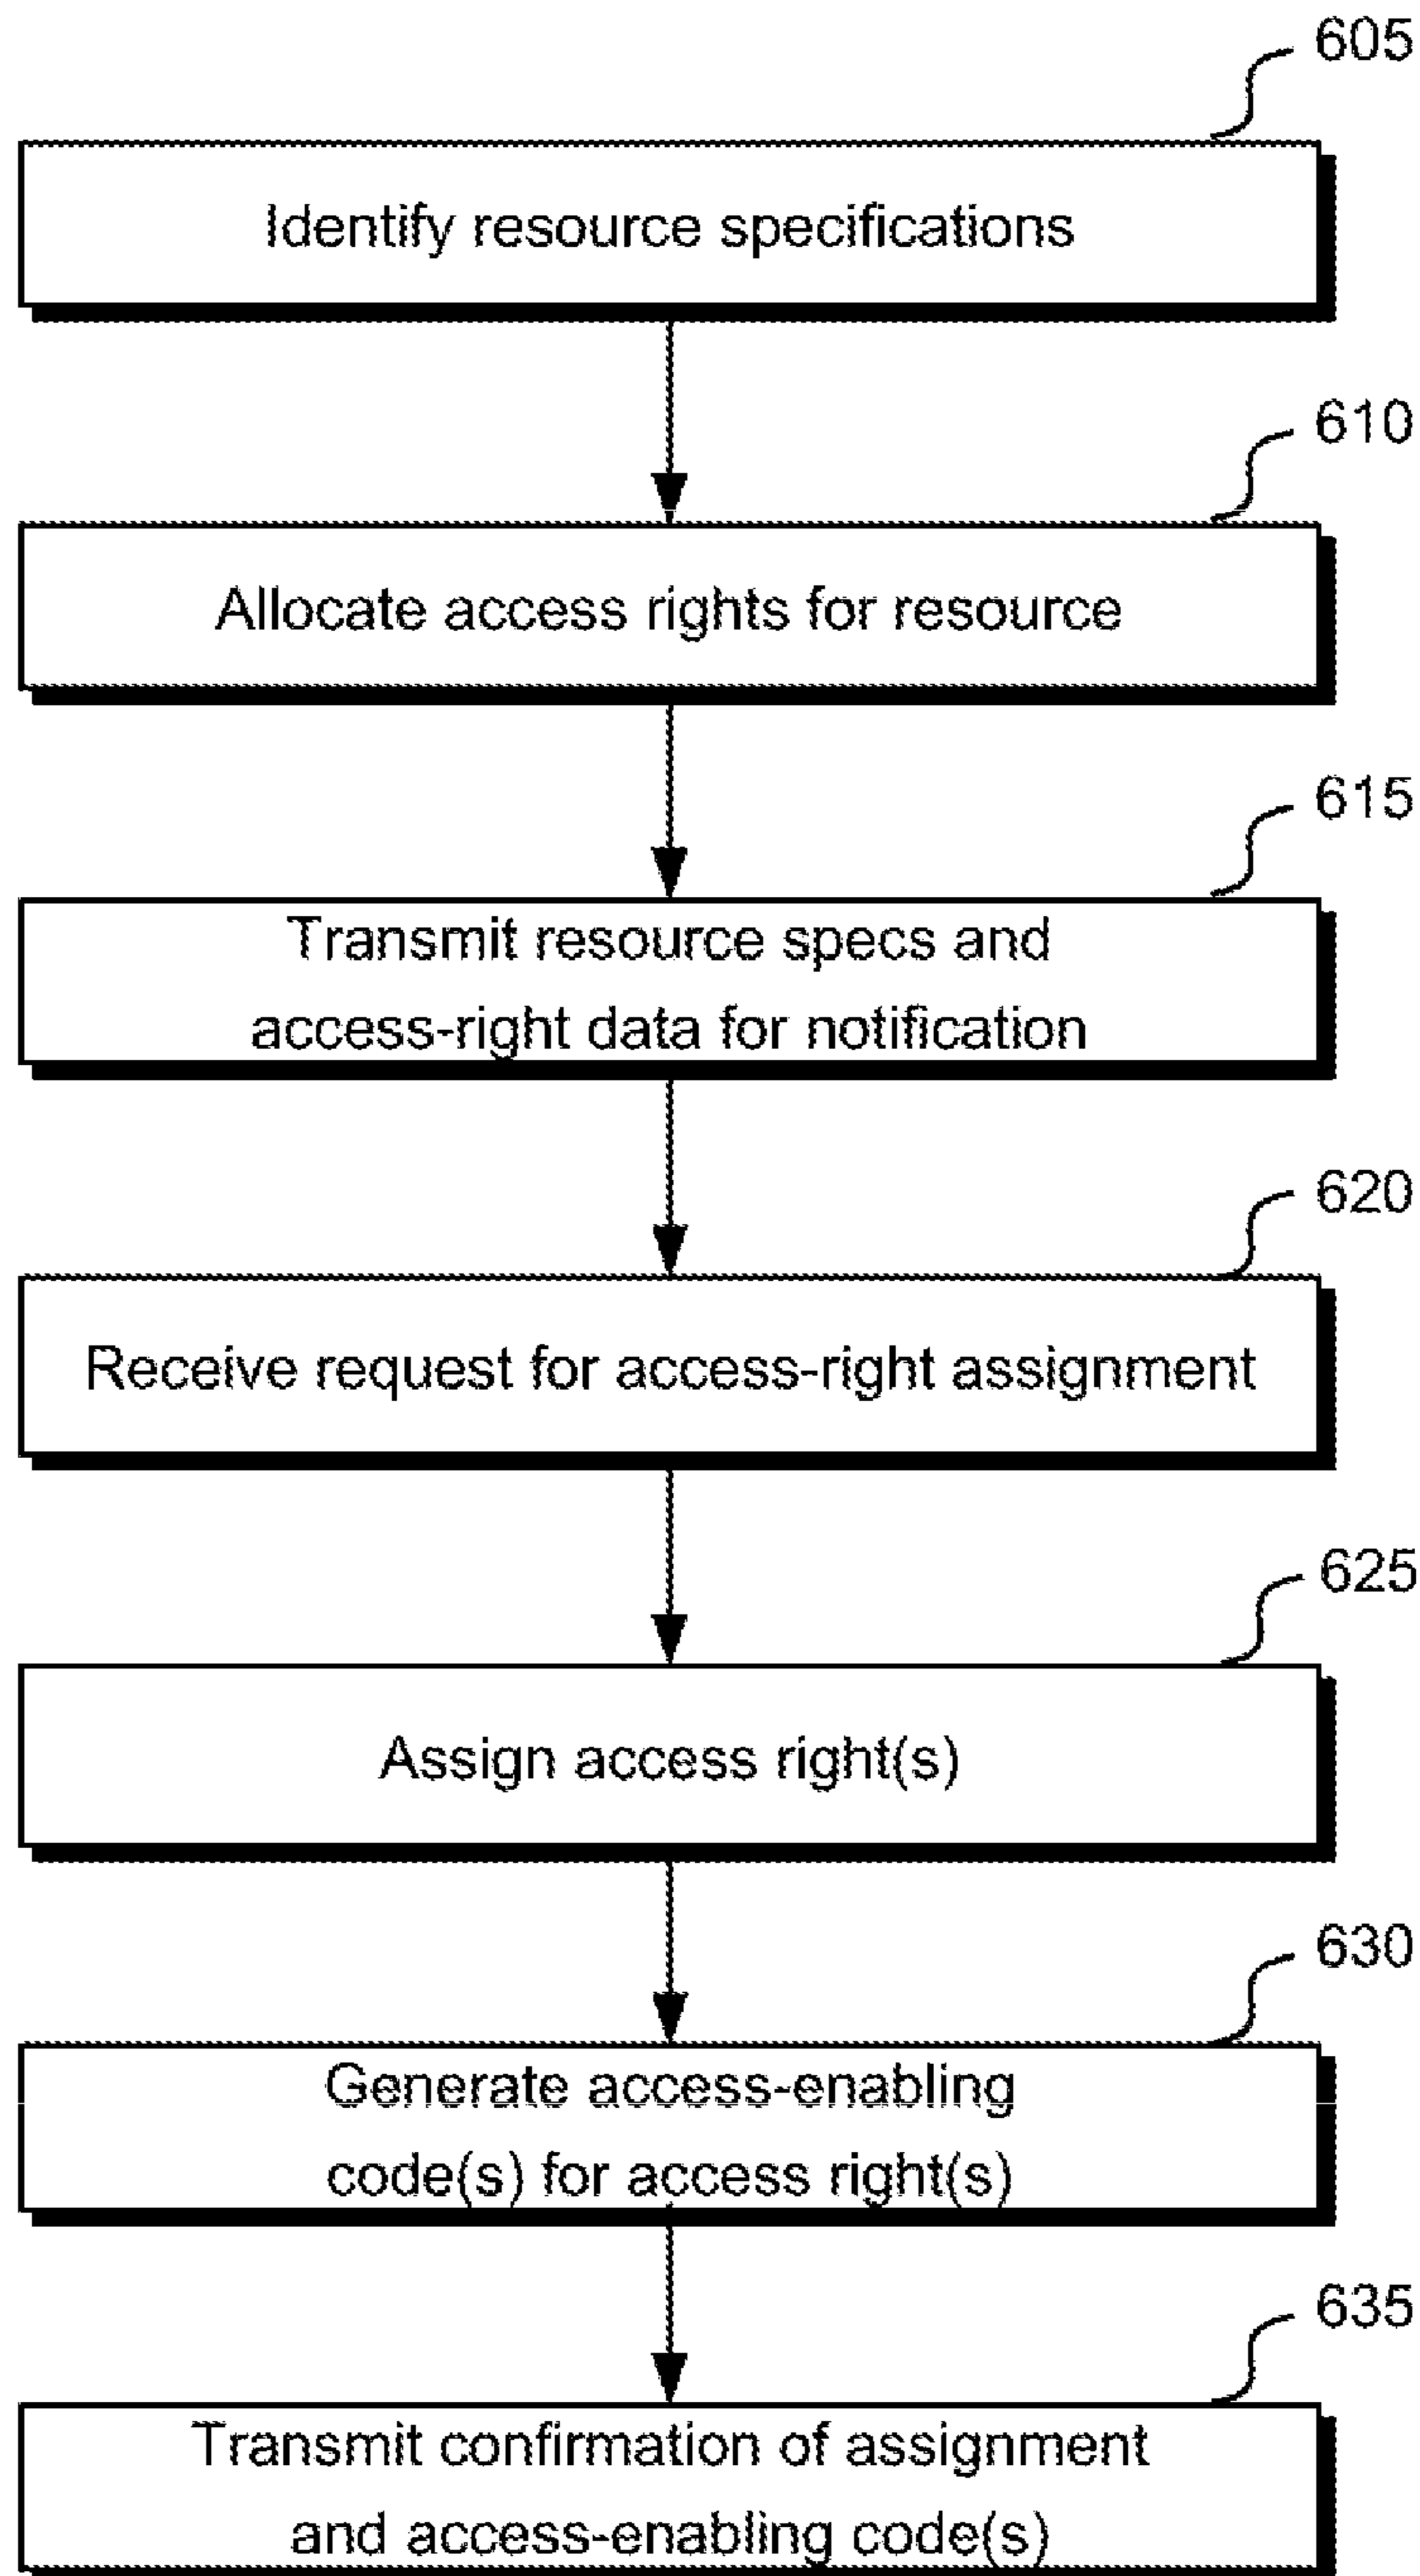 605
Identify resource specifications
610
Allocate access rights for resource
615
Transmit resource specs and
access-right data for notification
620
Receive request for access-right assignment
625
Assign access right(s)
630
Generate access-enabling
code(s) for access right(s)
635
Transmit confirmation of assignment
and access-enabling code(s)